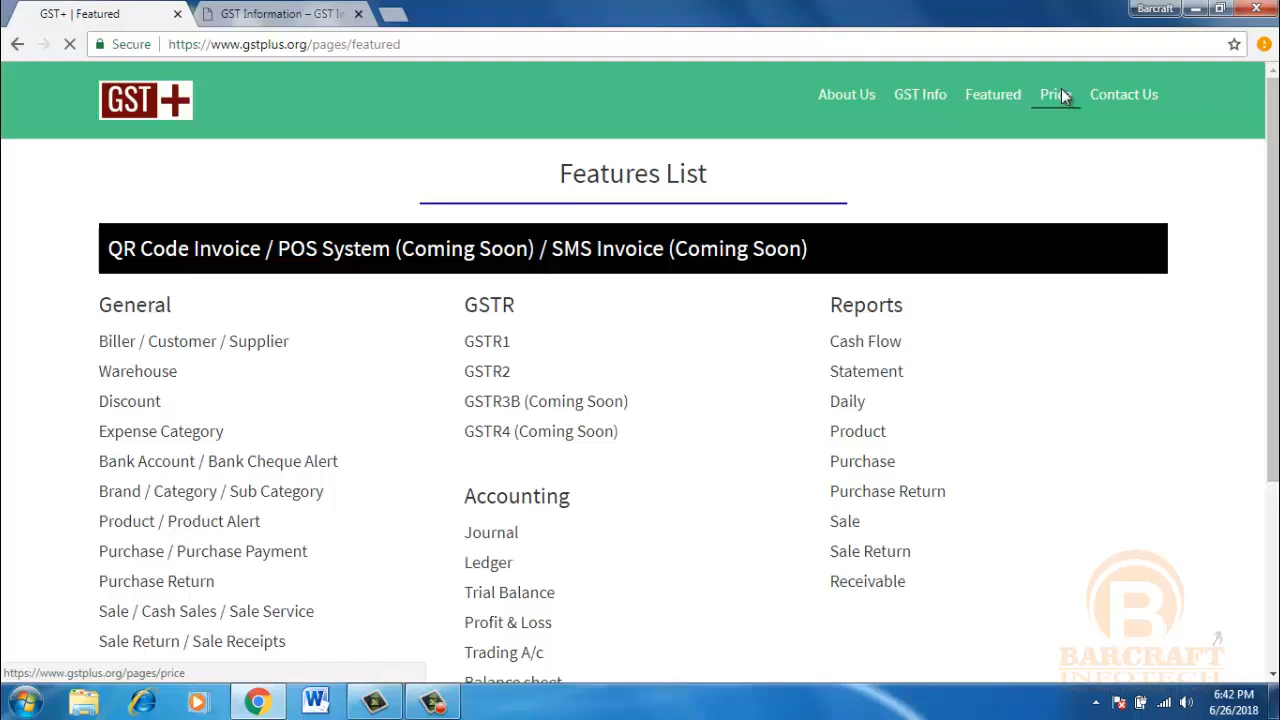 GST+ | Featured
GST Information – GST I
Barcraft
Secure
https://www.gstplus.org/pages/featured
GST +
About Us
GST Info
Featured
Contact Us
Features List
QR Code Invoice / POS System (Coming Soon) / SMS Invoice (Coming Soon)
General
Biller / Customer / Supplier
Warehouse
Discount
Expense Category
Bank Account / Bank Cheque Alert
Brand / Category / Sub Category
Product / Product Alert
Purchase / Purchase Payment
Purchase Return
Sale / Cash Sales / Sale Service
Sale Return / Sale Receipts
GSTR
GSTR1
GSTR2
GSTR3B (Coming Soon)
GSTR4 (Coming Soon)
Accounting
Journal
Ledger
Trial Balance
Profit & Loss
Trading A/c
Balance sheet
Reports
Cash Flow
Statement
Daily
Product
Purchase
Purchase Return
Sale
Sale Return
Receivable
B
BARCRAFT
INFOTECH
https://www.gstplus.org/pages/price
6:42 PM
6/26/2018